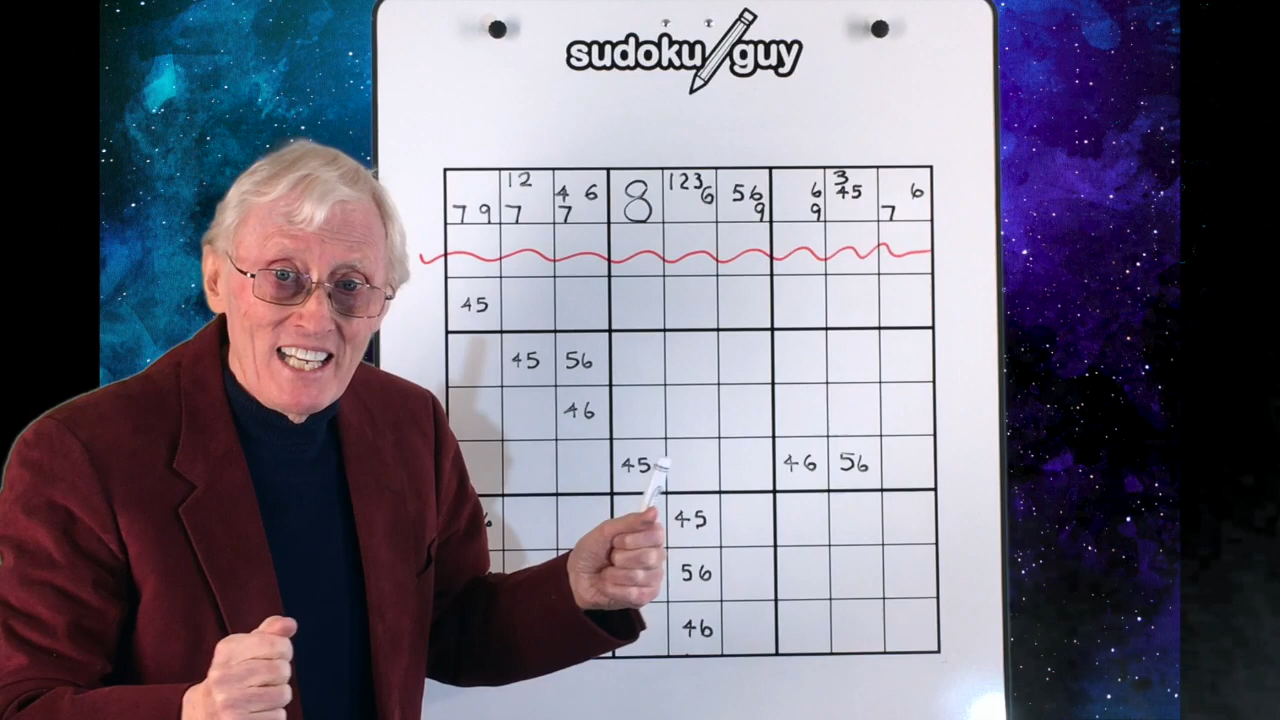 sudoku guy
12 4 6 8 123 6 56 6 3 45 6
7 9 7 7 9 9 7
45
45 56
46
45 46 56
6 45
56
46